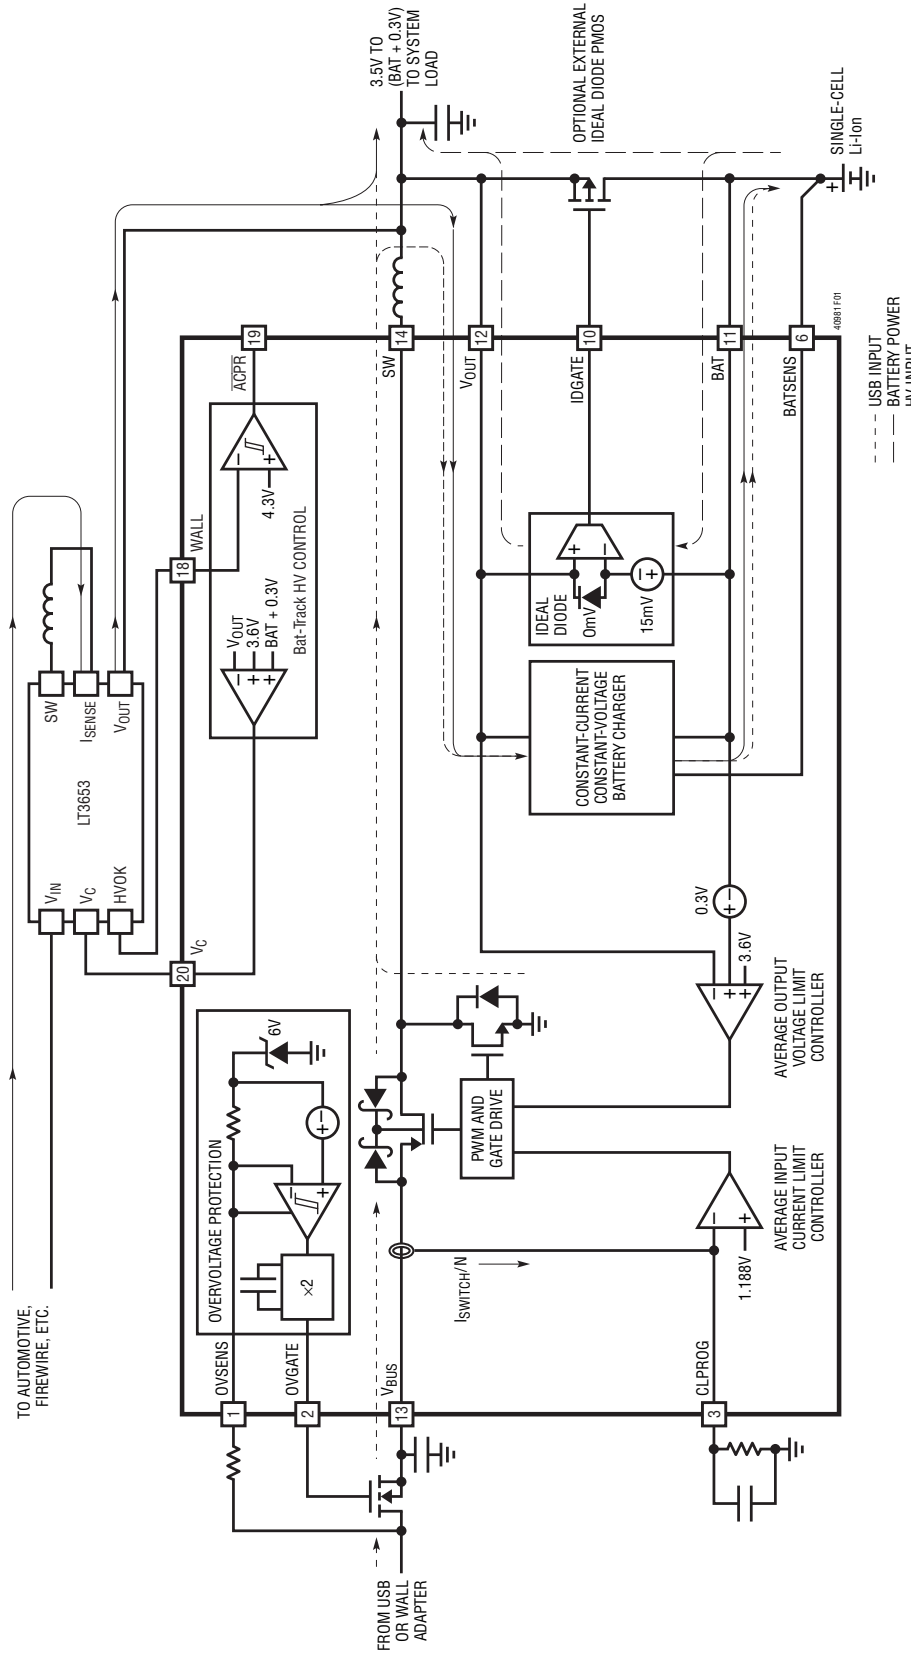 TO AUTOMOTIVE,
FIREWIRE, ETC.
VIN
VC
HVOK
LT3653
SW
ISENSE
VOUT
FROM USB
OR WALL
ADAPTER
1
OVSENS
2
OVGATE
13
VBUS
OVERVOLTAGE PROTECTION
×2
− +
+ −
6V
20
VC
18
WALL
− + +
VOUT
3.6V
BAT + 0.3V
Bat-Track HV CONTROL
− +
4.3V
ACPR
19
SW
14
3.5V TO
(BAT + 0.3V)
TO SYSTEM
LOAD
VOUT
12
OPTIONAL EXTERNAL
IDEAL DIODE PMOS
IDGATE
10
BAT
11
BATSENS
6
+
SINGLE-CELL
Li-Ion
PWM AND
GATE DRIVE
ISWITCH/N
3
CLPROG
− +
1.188V
AVERAGE INPUT
CURRENT LIMIT
CONTROLLER
− + +
3.6V
0.3V
+ −
AVERAGE OUTPUT
VOLTAGE LIMIT
CONTROLLER
CONSTANT-CURRENT
CONSTANT-VOLTAGE
BATTERY CHARGER
IDEAL
DIODE
0mV
+ −
15mV
− +
40981 F01
USB INPUT
BATTERY POWER